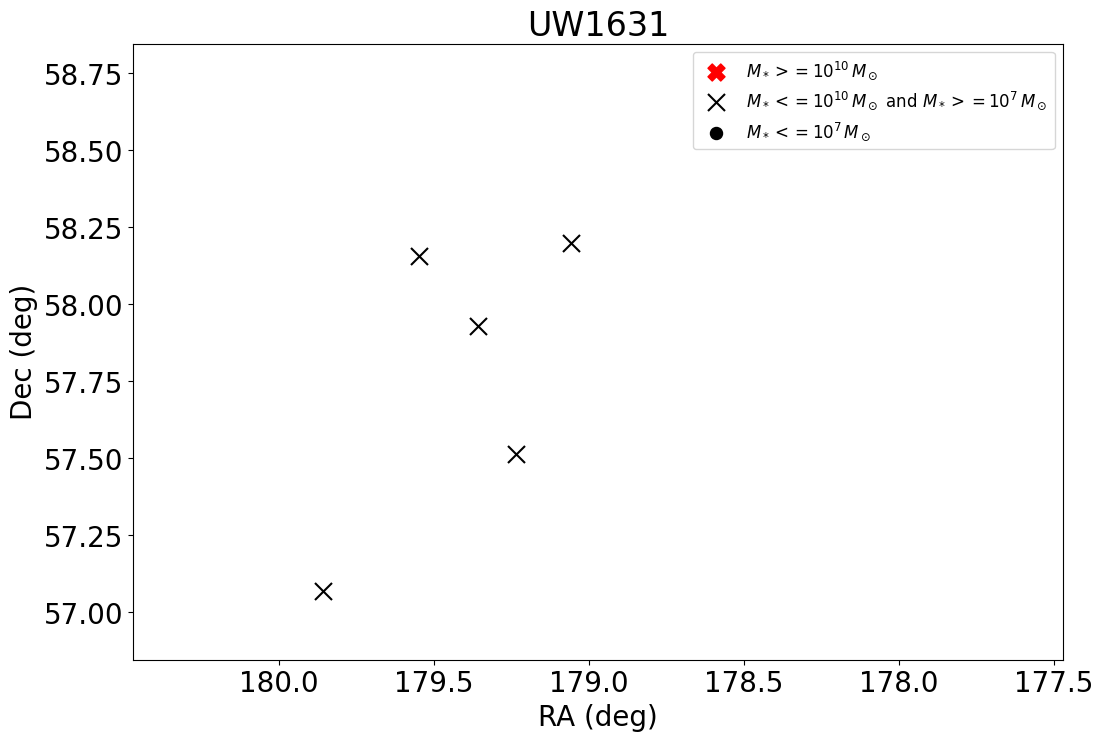 UW1631
58.75
58.50
58.25
58.00
57.75
57.50
57.25
57.00
Dec (deg)
M* >= 10^10 M⊙
M* <= 10^10 M⊙ and M* >= 10^7 M⊙
M* <= 10^7 M⊙
180.0 179.5 179.0 178.5 178.0 177.5
RA (deg)